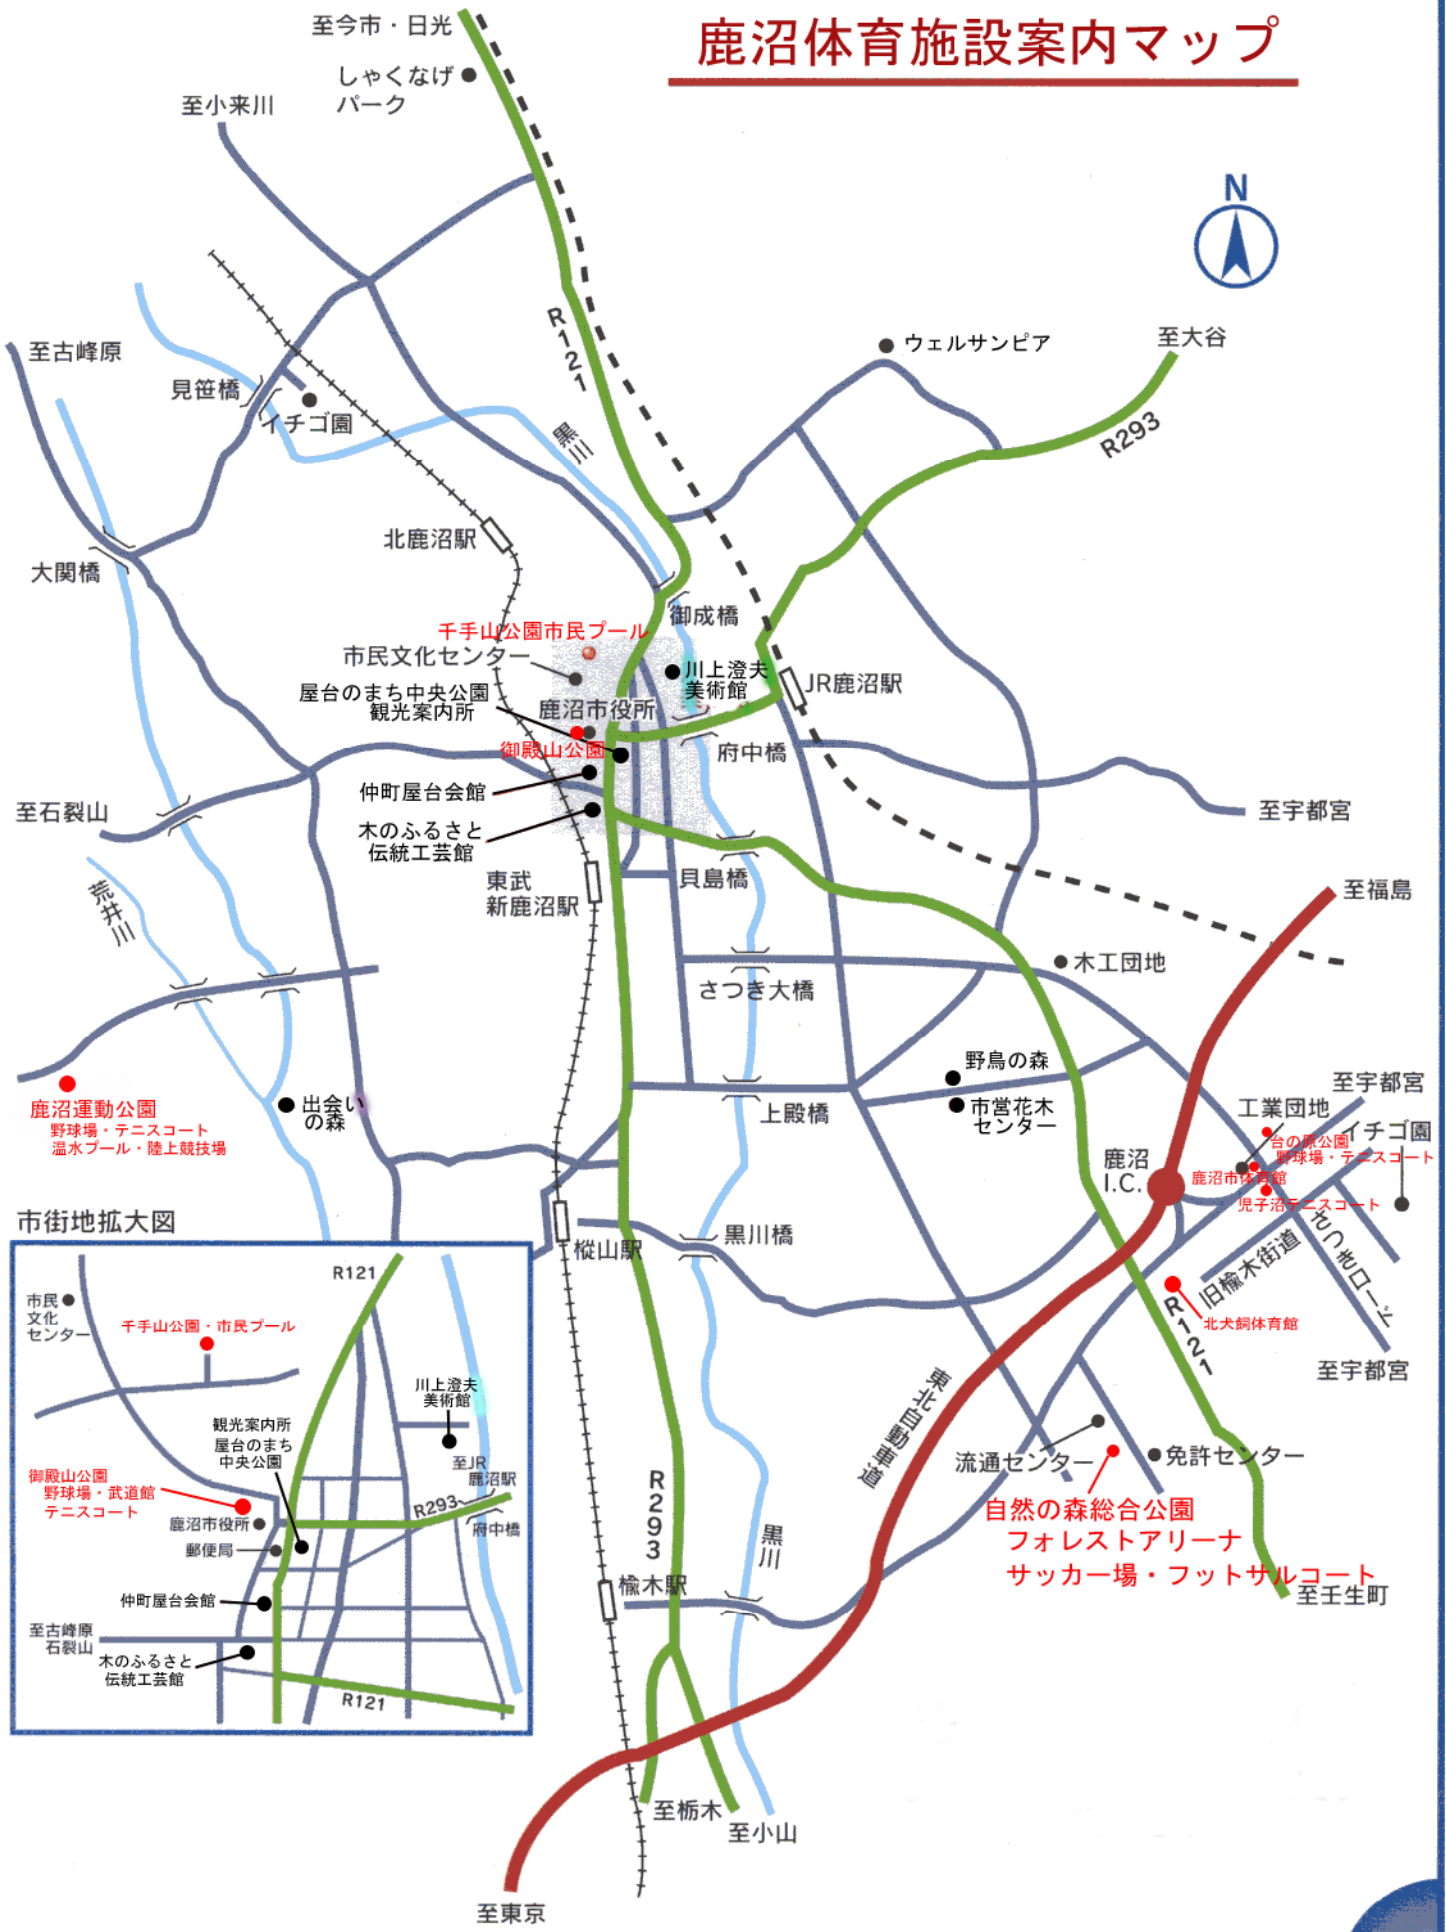 鹿沼体育施設案内マップ
至今市・日光
しゃくなげ
パーク
至小来川
N
R121
至古峰原
見笹橋
イチゴ園
黒川
ウェルサンピア
至大谷
R293
北鹿沼駅
大関橋
御成橋
千手山公園市民プール
市民文化センター
川上澄夫
美術館
JR鹿沼駅
屋台のまち中央公園
観光案内所
鹿沼市役所
御殿山公園
府中橋
仲町屋台会館
至石裂山
至宇都宮
木のふるさと
伝統工芸館
東武
新鹿沼駅
貝島橋
至福島
荒井川
木工団地
さつき大橋
野鳥の森
至宇都宮
鹿沼運動公園
野球場・テニスコート
温水プール・陸上競技場
出会い
の森
上殿橋
市営花木
センター
工業団地
イチゴ園
台の原公園
野球場・テニスコート
鹿沼
I.C.
鹿沼市体育館
児子沼テニスコート
さつきロード
旧楡木街道
市街地拡大図
樅山駅
黒川橋
R121
北犬飼体育館
至宇都宮
東北自動車道
流通センター
免許センター
自然の森総合公園
フォレストアリーナ
サッカー場・フットサルコート
至壬生町
R293
黒川
楡木駅
至栃木
至小山
至東京
R121
市民
文化
センター
千手山公園・市民プール
川上澄夫
美術館
観光案内所
屋台のまち
中央公園
至JR
鹿沼駅
御殿山公園
野球場・武道館
テニスコート
R293
府中橋
鹿沼市役所
郵便局
仲町屋台会館
至古峰原
石裂山
木のふるさと
伝統工芸館
R121